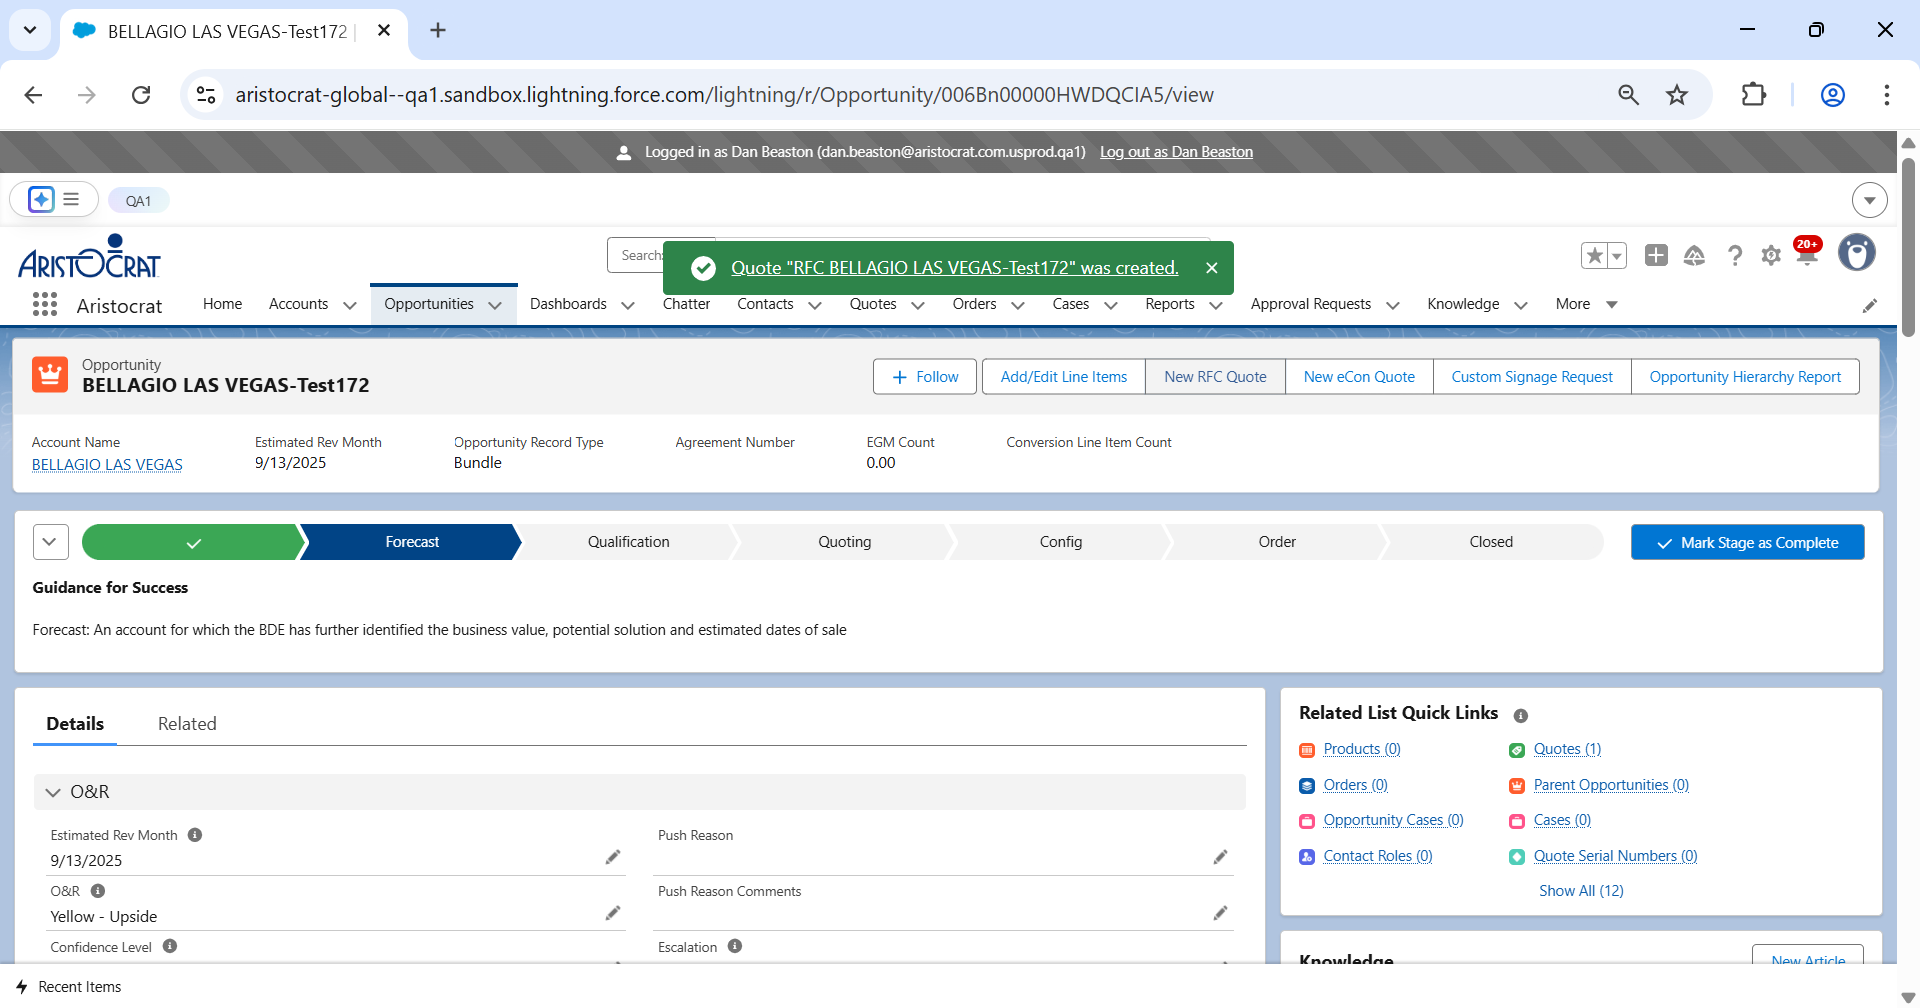 BELLAGIO LAS VEGAS-Test172 |
aristocrat-global--qa1.sandbox.lightning.force.com/lightning/r/Opportunity/006Bn00000HWDQCIA5/view
Logged in as Dan Beaston (dan.beaston@aristocrat.com.usprod.qa1) Log out as Dan Beaston
QA1
ARISTOCRAT
Search
Quote "RFC BELLAGIO LAS VEGAS-Test172" was created.
20+
Aristocrat Home Accounts Opportunities Dashboards Chatter Contacts Quotes Orders Cases Reports Approval Requests Knowledge More
Opportunity
BELLAGIO LAS VEGAS-Test172
Follow Add/Edit Line Items New RFC Quote New eCon Quote Custom Signage Request Opportunity Hierarchy Report
Account Name Estimated Rev Month Opportunity Record Type Agreement Number EGM Count Conversion Line Item Count
BELLAGIO LAS VEGAS 9/13/2025 Bundle 0.00
Forecast Qualification Quoting Config Order Closed Mark Stage as Complete
Guidance for Success
Forecast: An account for which the BDE has further identified the business value, potential solution and estimated dates of sale
Details Related
O&R
Estimated Rev Month Push Reason
9/13/2025
O&R Push Reason Comments
Yellow - Upside
Confidence Level Escalation
Related List Quick Links
Products (0) Quotes (1)
Orders (0) Parent Opportunities (0)
Opportunity Cases (0) Cases (0)
Contact Roles (0) Quote Serial Numbers (0)
Show All (12)
Knowledge New Article
Recent Items